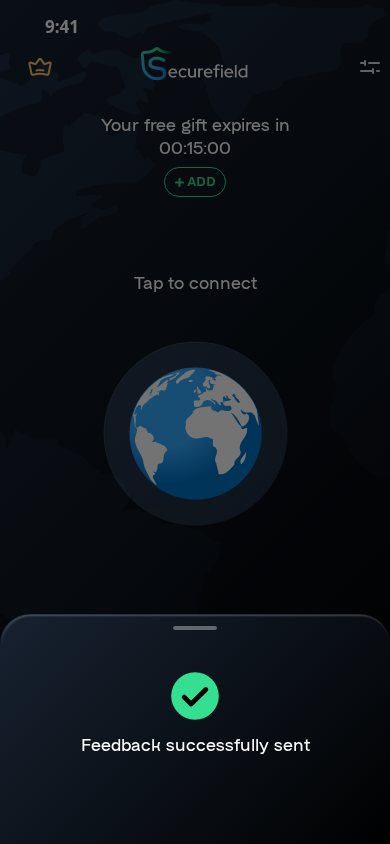 9:41
Securefield
Your free gift expires in
00:15:00
+ ADD
Tap to connect
Feedback successfully sent